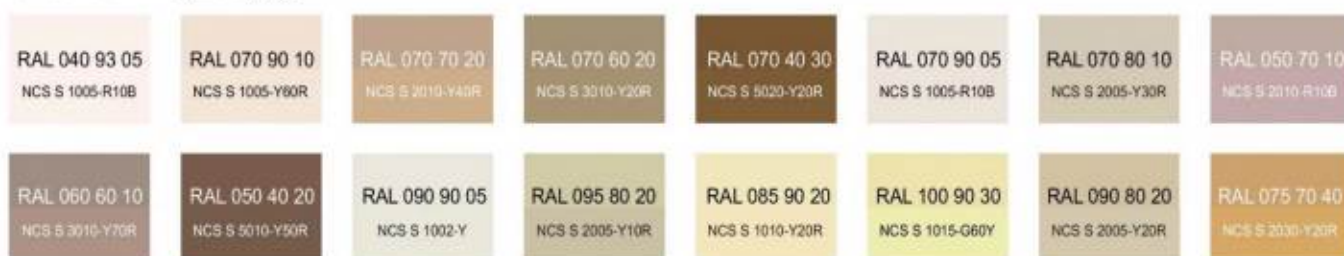 RAL 040 93 05
NCS S 1005-R10B
RAL 070 90 10
NCS S 1005-Y60R
RAL 070 70 20
NCS S 2010-Y40R
RAL 070 60 20
NCS S 3010-Y20R
RAL 070 40 30
NCS S 5020-Y20R
RAL 070 90 05
NCS S 1005-R10B
RAL 070 80 10
NCS S 2005-Y30R
RAL 050 70 10
NCS S 2010-R10B
RAL 060 60 10
NCS S 3010-Y70R
RAL 050 40 20
NCS S 5010-Y50R
RAL 090 90 05
NCS S 1002-Y
RAL 095 80 20
NCS S 2005-Y10R
RAL 085 90 20
NCS S 1010-Y20R
RAL 100 90 30
NCS S 1015-G60Y
RAL 090 80 20
NCS S 2005-Y20R
RAL 075 70 40
NCS S 2030-Y20R